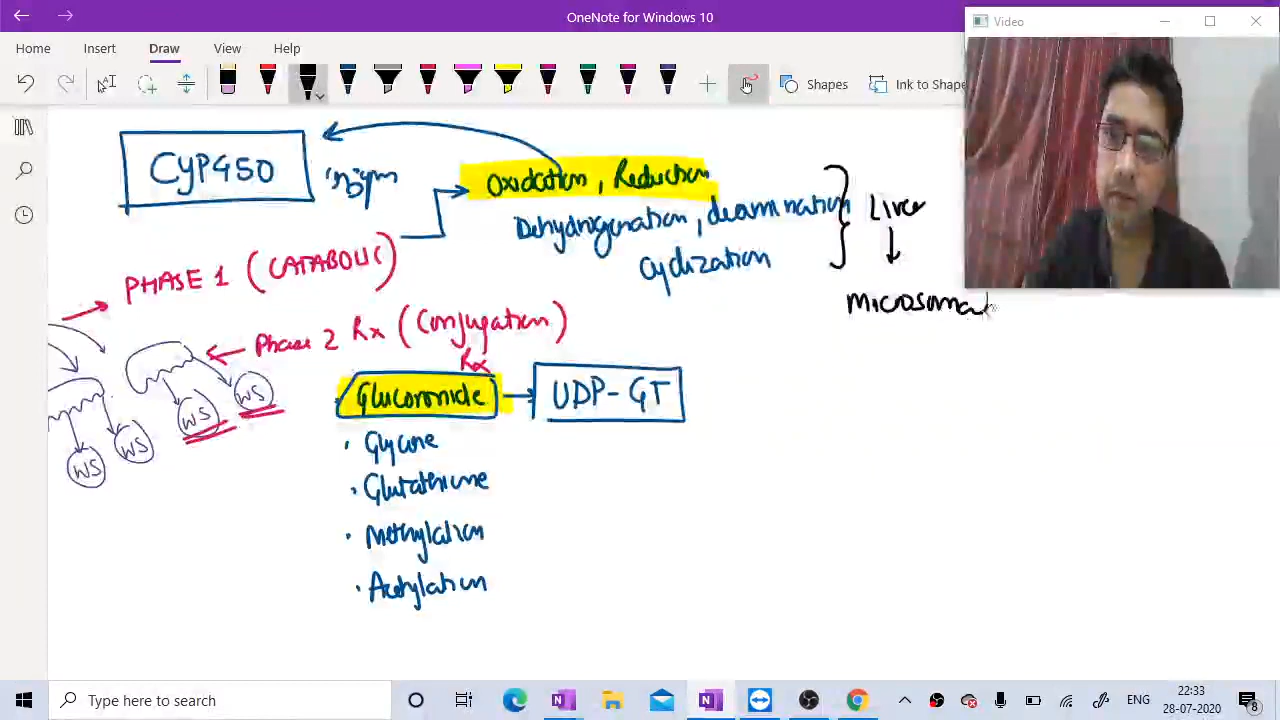 OneNote for Windows 10
Video
Home Insert Draw View Help
Shapes Ink to Shape
CYP450
Oxidation, Reduction
Dehydrogenation, deamination
cyclization
Liver
microsomal
PHASE 1 (CATABOLIC)
Phase 2 Rx (Conjugation)
Rx
Glucoronide
UDP-GT
WS
WS
WS
WS
• Glycine
• Glutathione
• Methylation
• Acetylation
Type here to search
ENG
22:33
28-07-2020
8